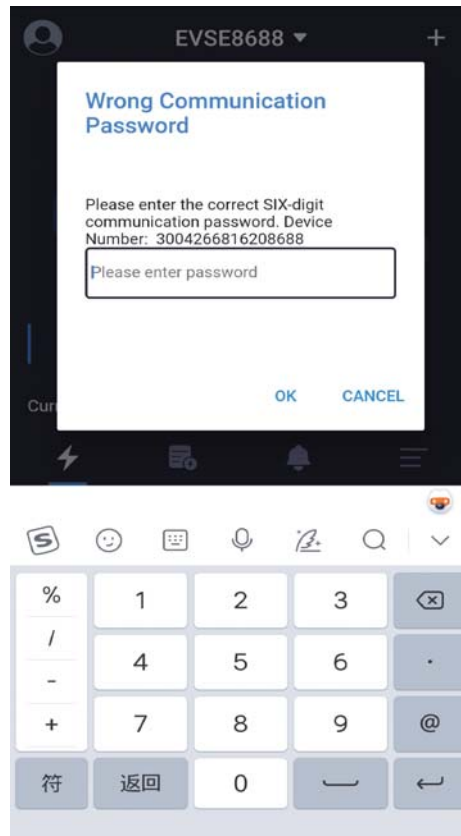 EVSE8688
+
Wrong Communication
Password
Please enter the correct SIX-digit
communication password. Device
Number: 3004266816208688
Please enter password
OK CANCEL
Curr
S
% 1 2 3
/
4 5 6 .
-
+ 7 8 9 @
符 返回 0